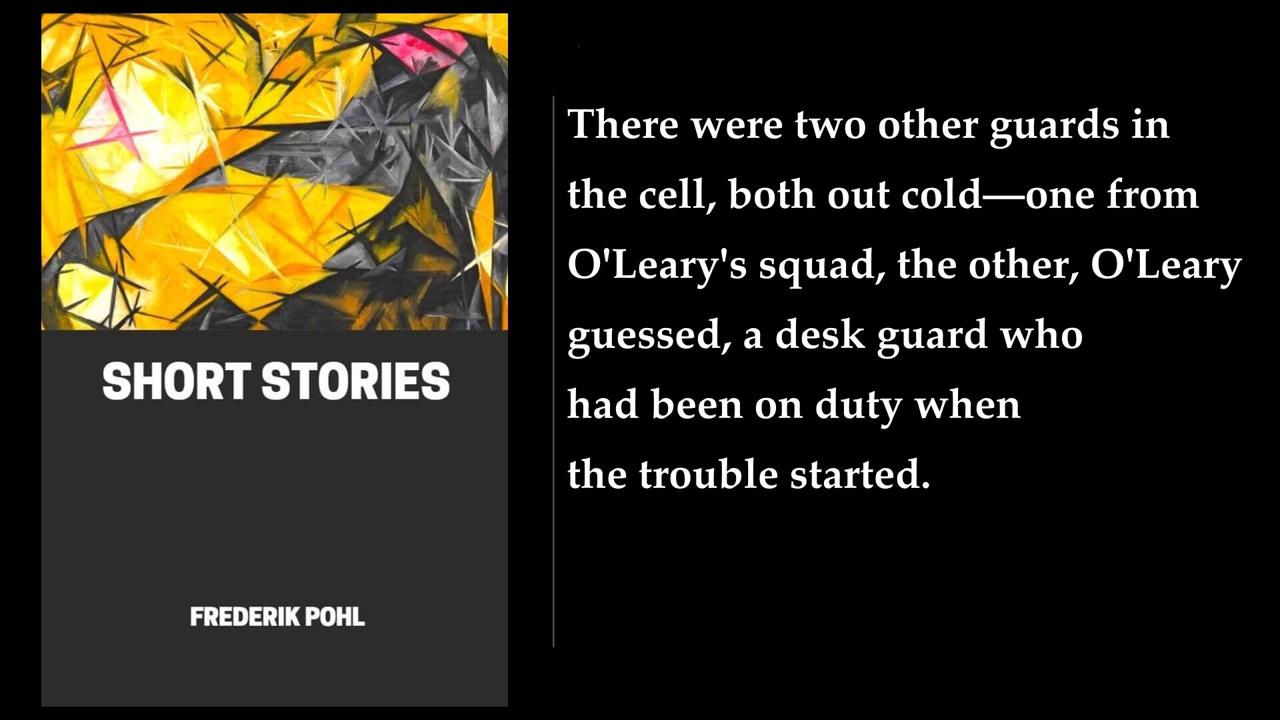 SHORT STORIES
FREDERIK POHL
There were two other guards in
the cell, both out cold—one from
O'Leary's squad, the other, O'Leary
guessed, a desk guard who
had been on duty when
the trouble started.